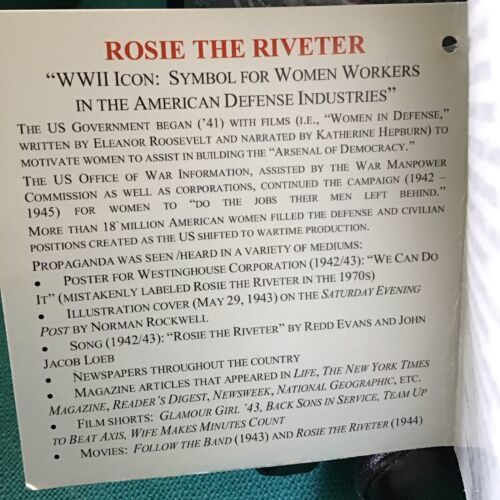 ROSIE THE RIVETER
“WWII ICON: SYMBOL FOR WOMEN WORKERS
IN THE AMERICAN DEFENSE INDUSTRIES”
THE US GOVERNMENT BEGAN (’41) WITH FILMS (I.E., “WOMEN IN DEFENSE,”
WRITTEN BY ELEANOR ROOSEVELT AND NARRATED BY KATHERINE HEPBURN) TO
MOTIVATE WOMEN TO ASSIST IN BUILDING THE “ARSENAL OF DEMOCRACY.”
THE US OFFICE OF WAR INFORMATION, ASSISTED BY THE WAR MANPOWER
COMMISSION AS WELL AS CORPORATIONS, CONTINUED THE CAMPAIGN (1942 –
1945) FOR WOMEN TO “DO THE JOBS THEIR MEN LEFT BEHIND.”
MORE THAN 18 MILLION AMERICAN WOMEN FILLED THE DEFENSE AND CIVILIAN
POSITIONS CREATED AS THE US SHIFTED TO WARTIME PRODUCTION.
PROPAGANDA WAS SEEN /HEARD IN A VARIETY OF MEDIUMS:
• POSTER FOR WESTINGHOUSE CORPORATION (1942/43): “WE CAN DO
IT” (MISTAKENLY LABELED ROSIE THE RIVETER IN THE 1970S)
• ILLUSTRATION COVER (MAY 29, 1943) ON THE SATURDAY EVENING
POST BY NORMAN ROCKWELL
• SONG (1942/43): “ROSIE THE RIVETER” BY REDD EVANS AND JOHN
JACOB LOEB
• NEWSPAPERS THROUGHOUT THE COUNTRY
• MAGAZINE ARTICLES THAT APPEARED IN LIFE, THE NEW YORK TIMES
MAGAZINE, READER’S DIGEST, NEWSWEEK, NATIONAL GEOGRAPHIC, ETC.
• FILM SHORTS: GLAMOUR GIRL ’43, BACK SONS IN SERVICE, TEAM UP
TO BEAT AXIS, WIFE MAKES MINUTES COUNT
• MOVIES: FOLLOW THE BAND (1943) AND ROSIE THE RIVETER (1944)